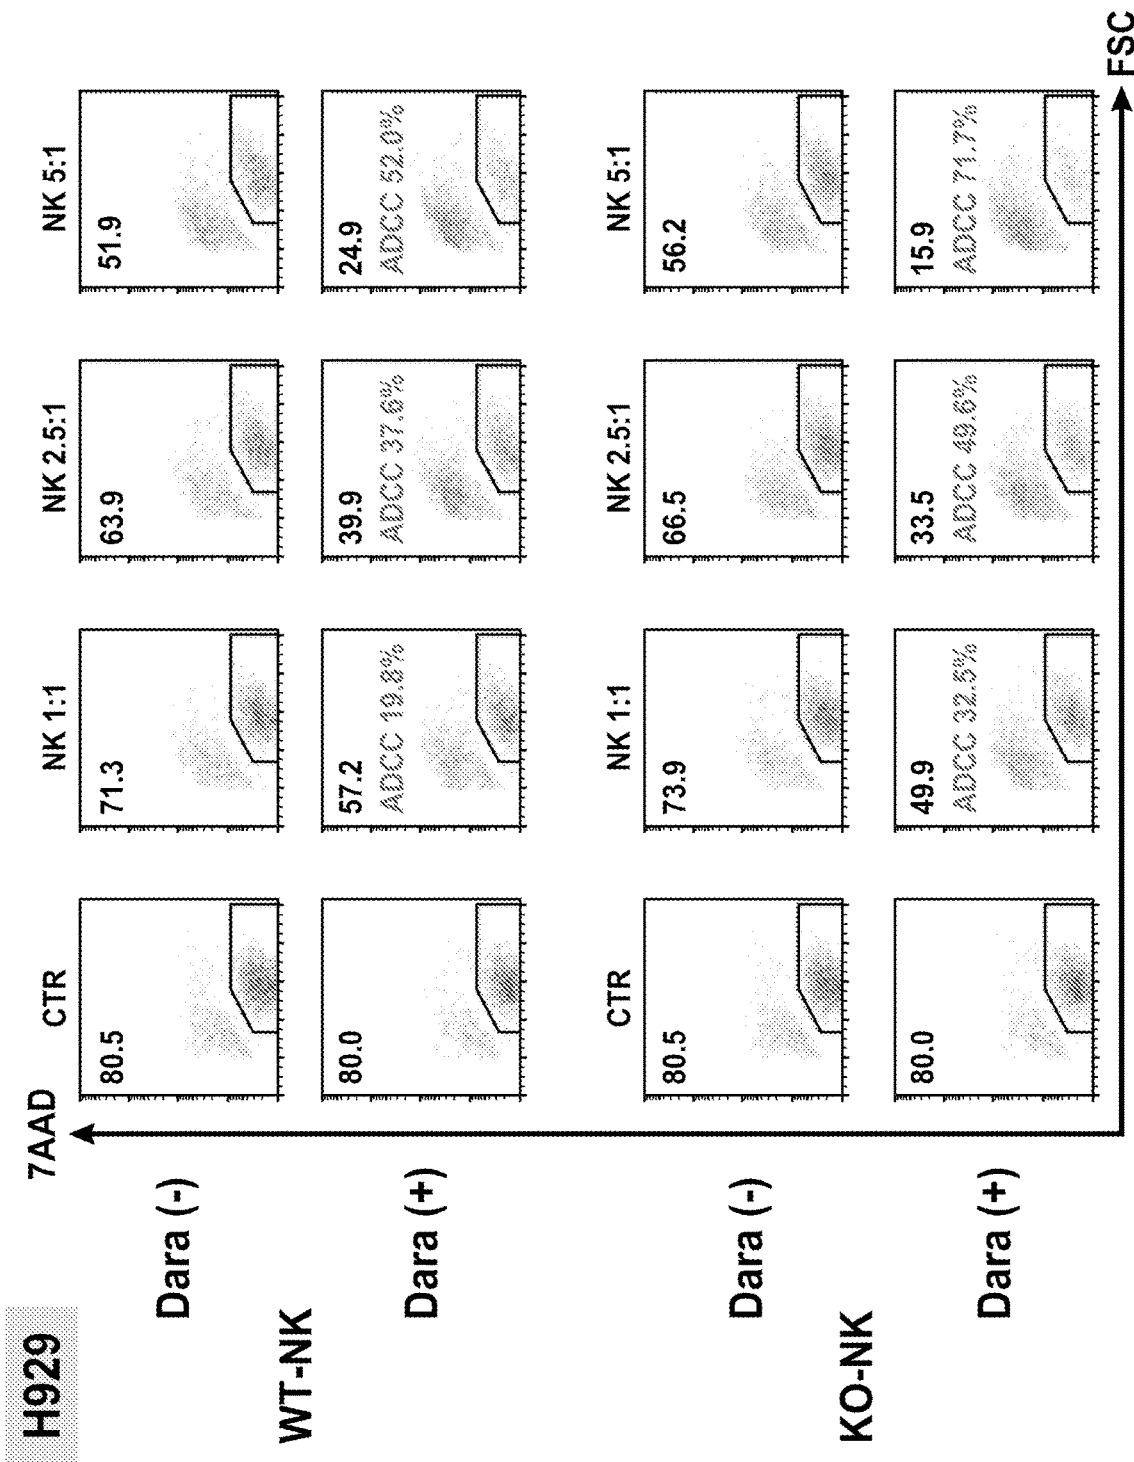 H929
7AAD
CTR
NK 1:1
NK 2.5:1
NK 5:1
WT-NK
Dara (-)
80.5
71.3
63.9
51.9
Dara (+)
80.0
57.2
ADCC 19.8%
39.9
ADCC 37.6%
24.9
ADCC 52.0%
CTR
NK 1:1
NK 2.5:1
NK 5:1
KO-NK
Dara (-)
80.5
73.9
66.5
56.2
Dara (+)
80.0
49.9
ADCC 32.5%
33.5
ADCC 49.6%
15.9
ADCC 71.7%
FSC